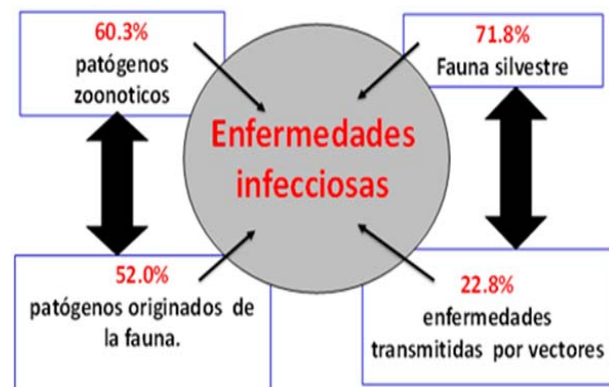 60.3%
patógenos
zoonoticos
71.8%
Fauna silvestre
Enfermedades
infecciosas
52.0%
patógenos originados de
la fauna.
22.8%
enfermedades
transmitidas por vectores